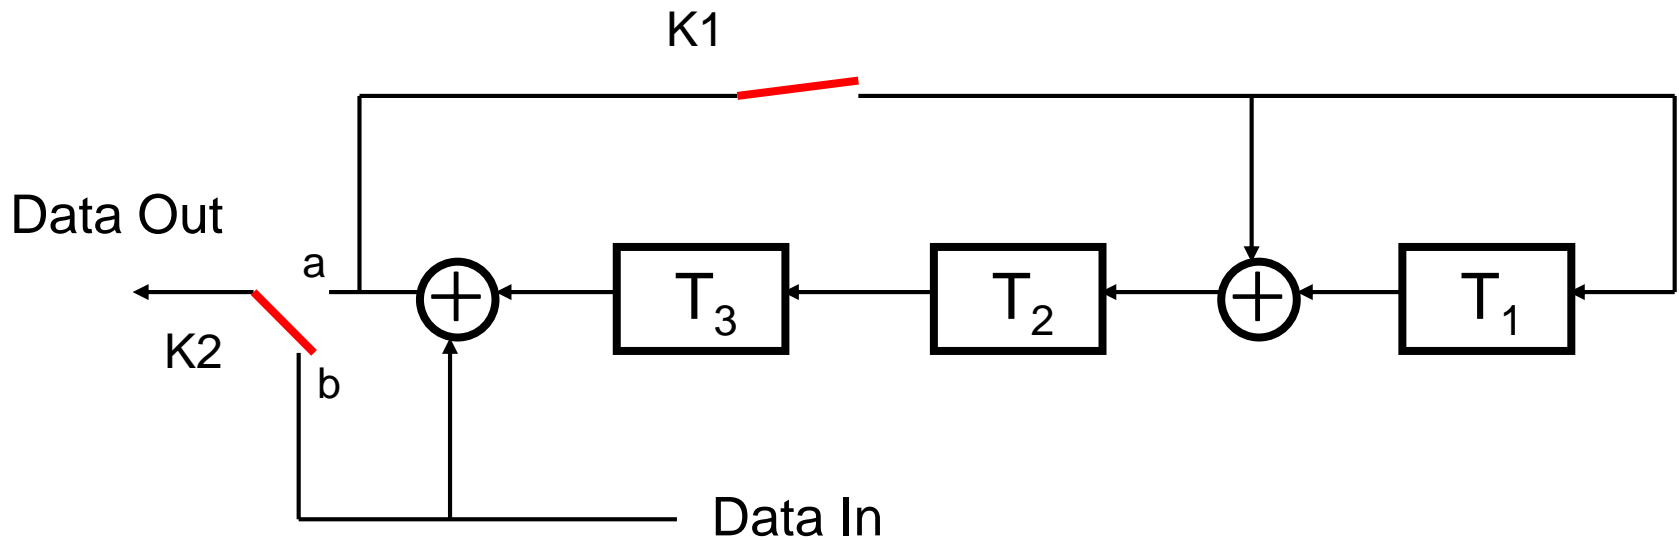 K1
Data Out
a
T3
T2
T1
K2
b
Data In